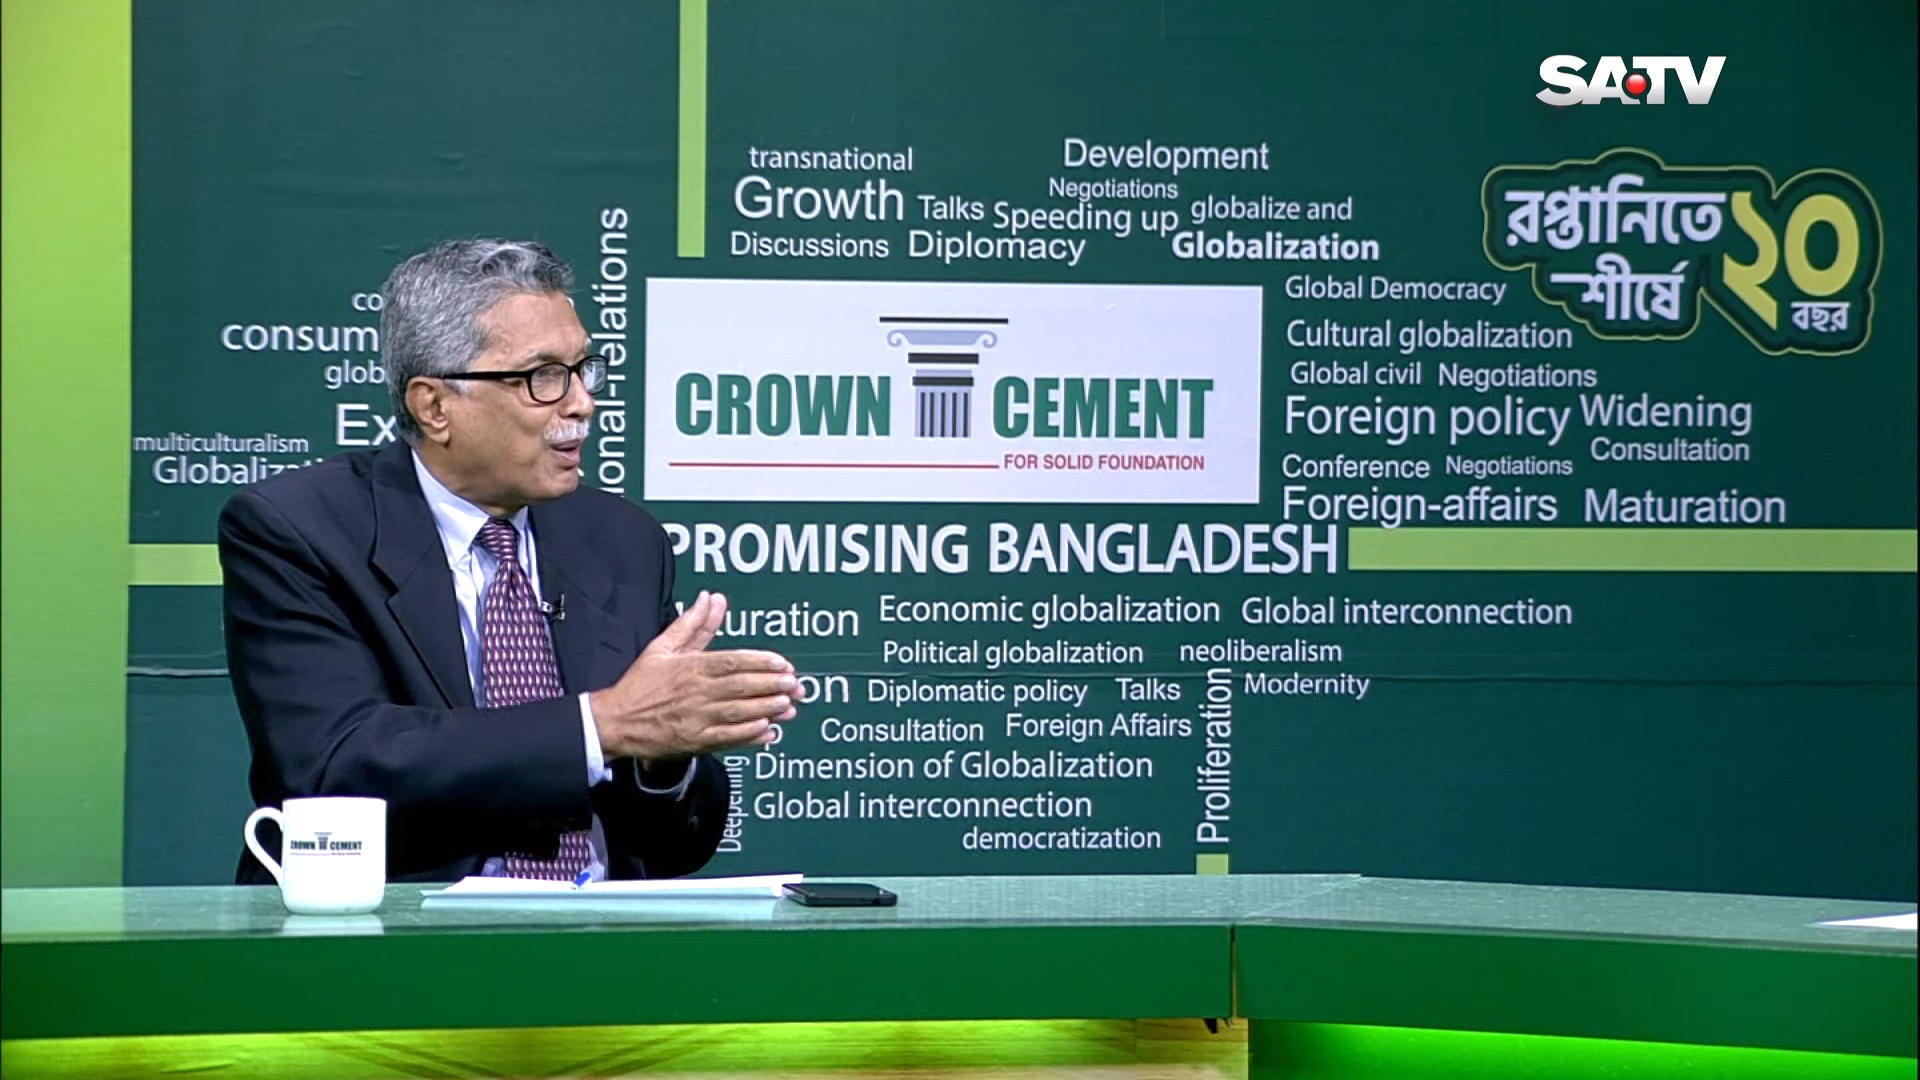 SATV
রপ্তানিতে
শীর্ষে
২০
বছর
transnational
Development
Growth Talks Negotiations
Speeding up globalize and
Discussions Diplomacy Globalization
Global Democracy
Cultural globalization
Global civil Negotiations
Foreign policy Widening
Consultation
Conference Negotiations
Foreign-affairs Maturation
multiculturalism
CROWN CEMENT
FOR SOLID FOUNDATION
PROMISING BANGLADESH
Economic globalization Global interconnection
Political globalization neoliberalism
Diplomatic policy Talks Modernity
Consultation Foreign Affairs
Proliferation
Dimension of Globalization
Deepening
Global interconnection
democratization
CROWN CEMENT